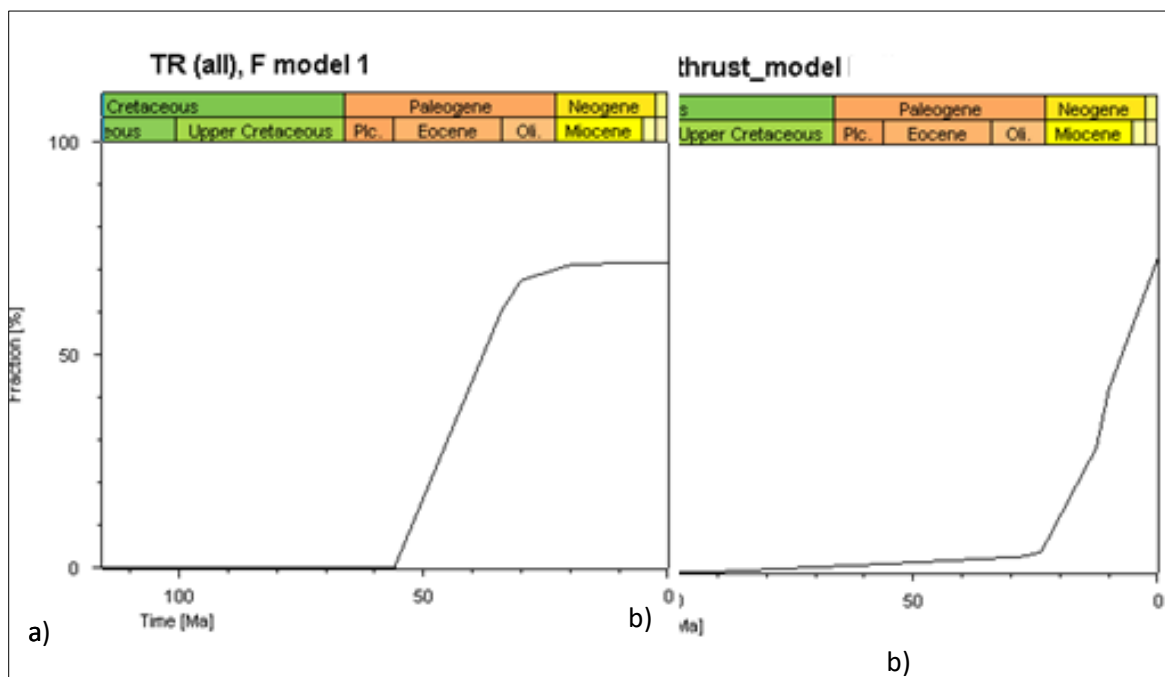 TR (all), F model 1
Cretaceous Paleogene Neogene
eous Upper Cretaceous Plc. Eocene Oli. Miocene
100
50
0
Fraction [%]
100 50 0
Time [Ma]
a)
b)
thrust_model
s Paleogene Neogene
Upper Cretaceous Plc. Eocene Oli. Miocene
50 0
Ma]
b)